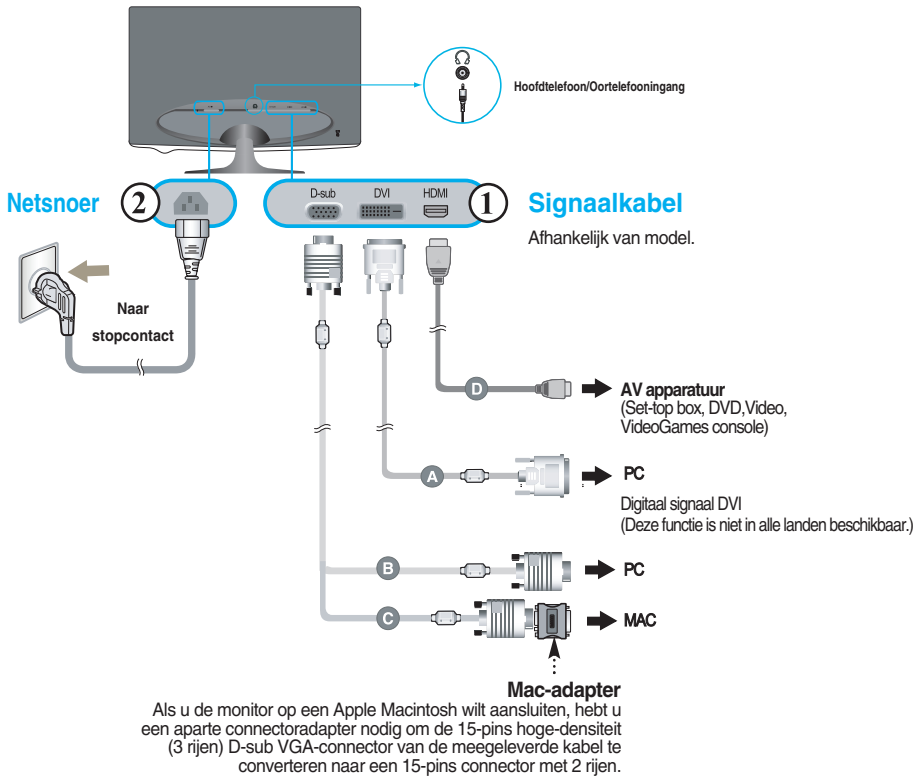 Hoofdtelefoon/Oortelefooningang
Netsnoer
2
D-sub
DVI
HDMI
1
Signaalkabel
Afhankelijk van model.
Naar
stopcontact
D
AV apparatuur
(Set-top box, DVD,Video,
VideoGames console)
A
PC
Digitaal signaal DVI
(Deze functie is niet in alle landen beschikbaar.)
B
PC
C
MAC
Mac-adapter
Als u de monitor op een Apple Macintosh wilt aansluiten, hebt u
een aparte connectoradapter nodig om de 15-pins hoge-densiteit
(3 rijen) D-sub VGA-connector van de meegeleverde kabel te
converteren naar een 15-pins connector met 2 rijen.